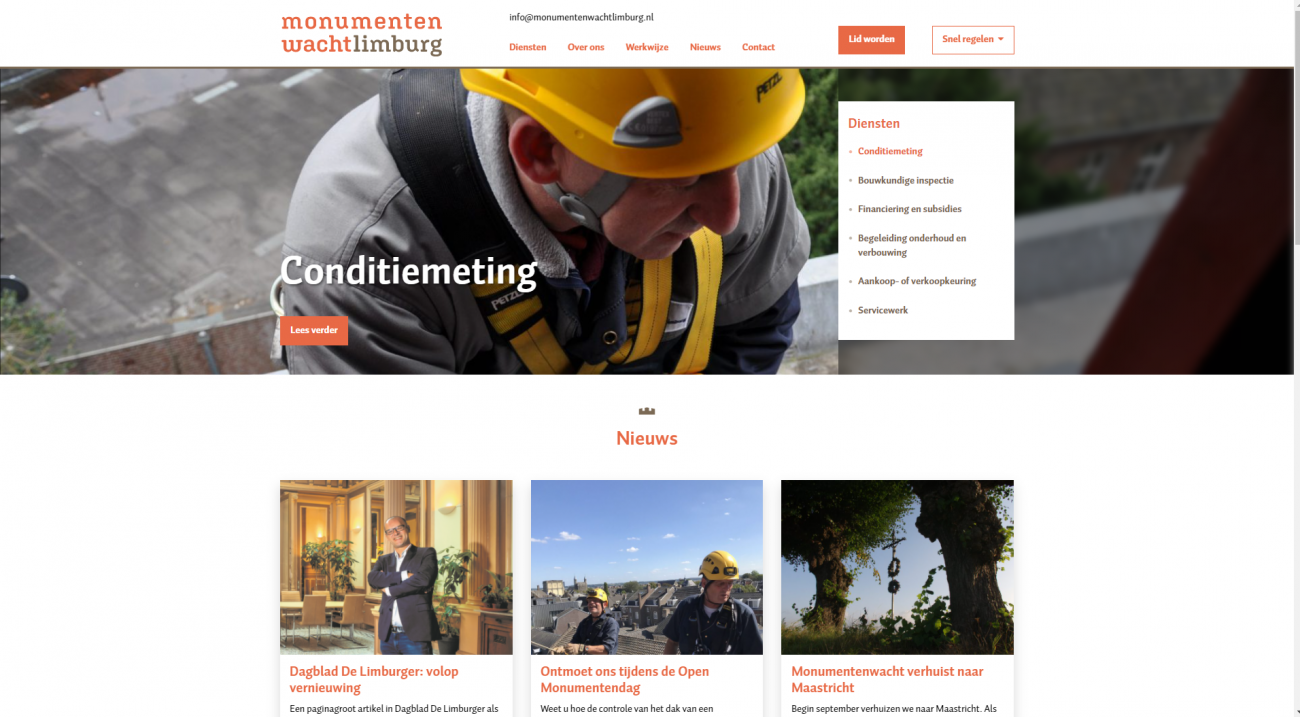 monumenten
wachtlimburg
info@monumentenwachtlimburg.nl
Diensten Over ons Werkwijze Nieuws Contact
Lid worden
Snel regelen
PETZL
PETZL
Conditiemeting
Lees verder
Diensten
Conditiemeting
Bouwkundige inspectie
Financiering en subsidies
Begeleiding onderhoud en
verbouwing
Aankoop- of verkoopkeuring
Servicewerk
Nieuws
Dagblad De Limburger: volop
vernieuwing
Een paginagroot artikel in Dagblad De Limburger als
Ontmoet ons tijdens de Open
Monumentendag
Weet u hoe de controle van het dak van een
Monumentenwacht verhuist naar
Maastricht
Begin september verhuizen we naar Maastricht. Als